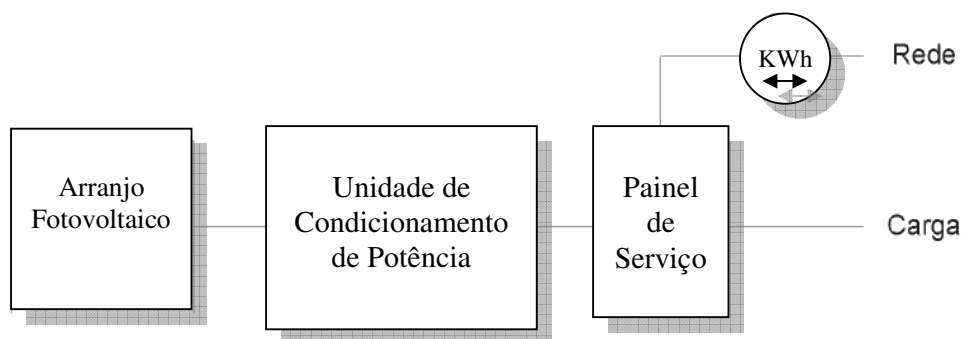 KWh
Rede
Arranjo
Fotovoltaico
Unidade de
Condicionamento
de Potência
Painel
de
Serviço
Carga